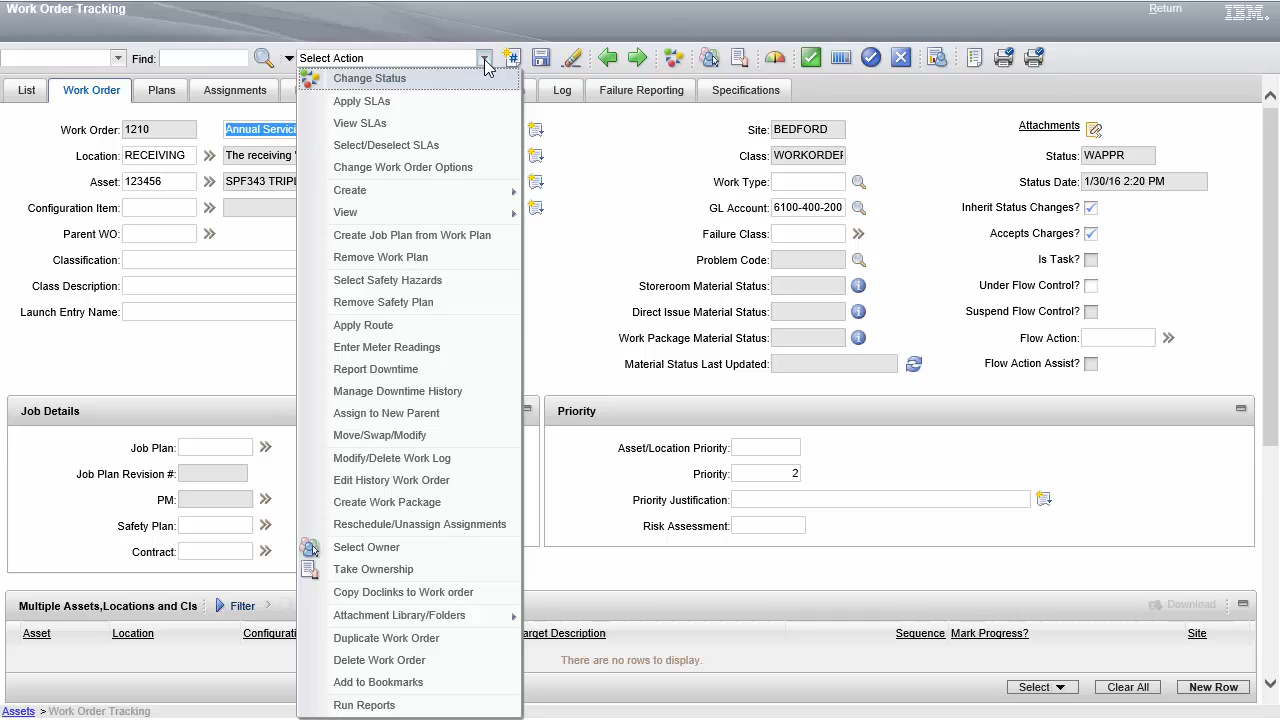 Work Order Tracking
Return
IBM
Find:
Select Action
List
Work Order
Plans
Assignments
Log
Failure Reporting
Specifications
Change Status
Apply SLAs
View SLAs
Select/Deselect SLAs
Change Work Order Options
Create
View
Create Job Plan from Work Plan
Remove Work Plan
Select Safety Hazards
Remove Safety Plan
Apply Route
Enter Meter Readings
Report Downtime
Manage Downtime History
Assign to New Parent
Move/Swap/Modify
Modify/Delete Work Log
Edit History Work Order
Create Work Package
Reschedule/Unassign Assignments
Select Owner
Take Ownership
Copy Doclinks to Work order
Attachment Library/Folders
Duplicate Work Order
Delete Work Order
Add to Bookmarks
Run Reports
Work Order: 1210 Annual Servici
Location: RECEIVING The receiving
Asset: 123456 SPF343 TRIPL
Configuration Item:
Parent WO:
Classification:
Class Description:
Launch Entry Name:
Site: BEDFORD
Class: WORKORDER
Work Type:
GL Account: 6100-400-200
Failure Class:
Problem Code:
Storeroom Material Status:
Direct Issue Material Status:
Work Package Material Status:
Material Status Last Updated:
Attachments
Status: WAPPR
Status Date: 1/30/16 2:20 PM
Inherit Status Changes?
Accepts Charges?
Is Task?
Under Flow Control?
Suspend Flow Control?
Flow Action:
Flow Action Assist?
Job Details
Job Plan:
Job Plan Revision #:
PM:
Safety Plan:
Contract:
Priority
Asset/Location Priority:
Priority: 2
Priority Justification:
Risk Assessment:
Multiple Assets,Locations and CIs Filter
Download
Asset Location Configurati arget Description Sequence Mark Progress? Site
There are no rows to display.
Select Clear All New Row
Assets > Work Order Tracking